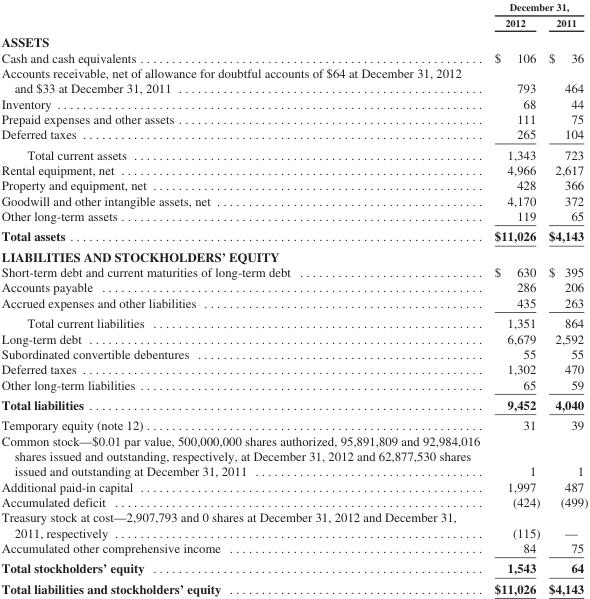 December 31,
2012 2011
ASSETS
Cash and cash equivalents $ 106 $ 36
Accounts receivable, net of allowance for doubtful accounts of $64 at December 31, 2012
and $33 at December 31, 2011 793 464
Inventory 68 44
Prepaid expenses and other assets 111 75
Deferred taxes 265 104
Total current assets 1,343 723
Rental equipment, net 4,966 2,617
Property and equipment, net 428 366
Goodwill and other intangible assets, net 4,170 372
Other long-term assets 119 65
Total assets $11,026 $4,143
LIABILITIES AND STOCKHOLDERS' EQUITY
Short-term debt and current maturities of long-term debt $ 630 $ 395
Accounts payable 286 206
Accrued expenses and other liabilities 435 263
Total current liabilities 1,351 864
Long-term debt 6,679 2,592
Subordinated convertible debentures 55 55
Deferred taxes 1,302 470
Other long-term liabilities 65 59
Total liabilities 9,452 4,040
Temporary equity (note 12) 31 39
Common stock—$0.01 par value, 500,000,000 shares authorized, 95,891,809 and 92,984,016
shares issued and outstanding, respectively, at December 31, 2012 and 62,877,530 shares
issued and outstanding at December 31, 2011 1 1
Additional paid-in capital 1,997 487
Accumulated deficit (424) (499)
Treasury stock at cost—2,907,793 and 0 shares at December 31, 2012 and December 31,
2011, respectively (115) —
Accumulated other comprehensive income 84 75
Total stockholders' equity 1,543 64
Total liabilities and stockholders' equity $11,026 $4,143